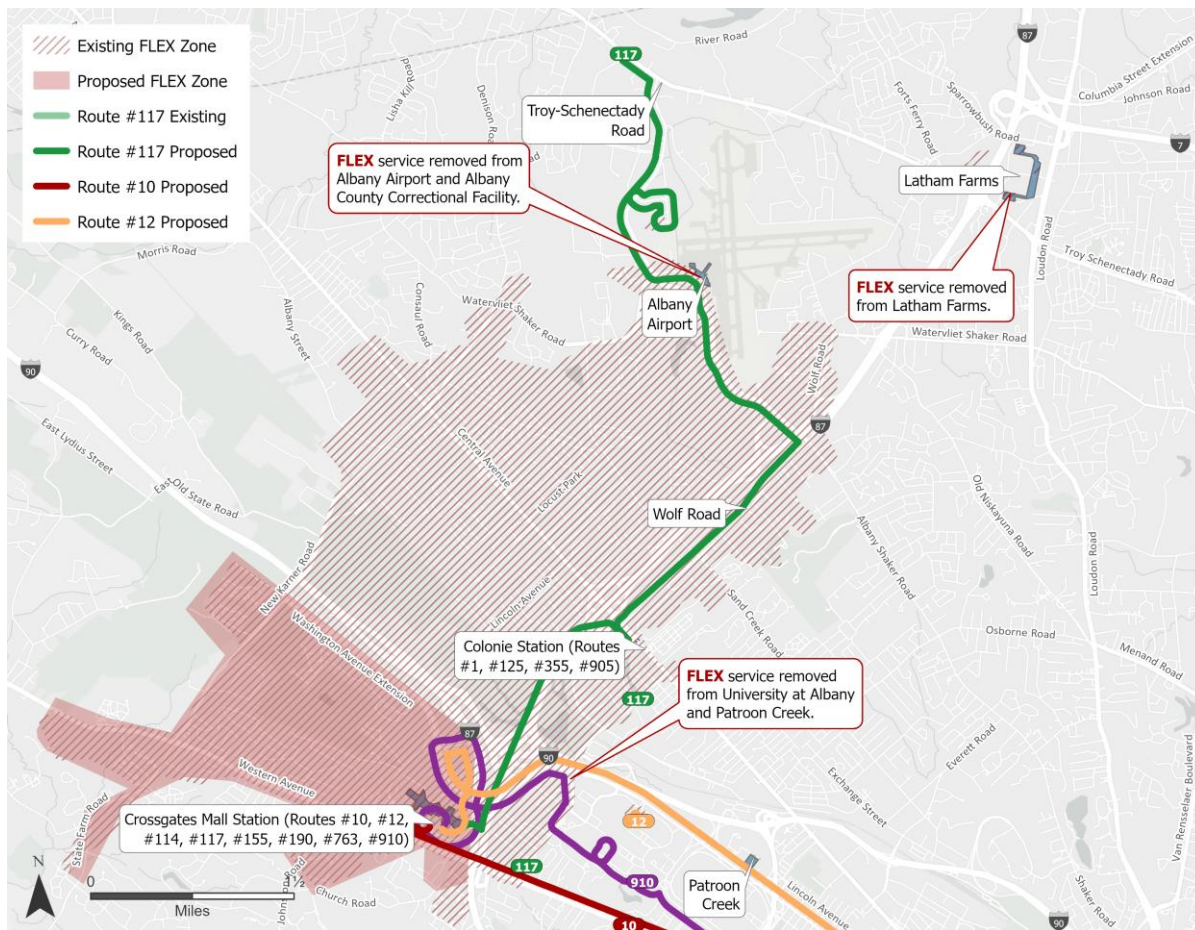 Existing FLEX Zone
Proposed FLEX Zone
Route #117 Existing
Route #117 Proposed
Route #10 Proposed
Route #12 Proposed
117
River Road
87
Columbia Street Extension
Johnson Road
Sparrowbush Road
Forts Ferry Road
7
Lisha Kill
Road
Denison Road
Troy-Schenectady
Road
FLEX service removed from
Albany Airport and Albany
County Correctional Facility.
Latham Farms
Loudon Road
Troy Schenectady Road
FLEX service removed
from Latham Farms.
Morris Road
Albany Street
Consaul Road
Watervliet Shaker Road
Albany
Airport
Watervliet Shaker Road
Kings Road
Curry Road
90
Wolf Road
87
East Lydius Street
East Old State Road
Central Avenue
Locust Park
Wolf Road
Old Niskayuna Road
Albany Shaker Road
Loudon Road
New Karner Road
Lincoln Avenue
Sand Creek Road
Osborne Road
Menand Road
Washington Avenue Extension
Colonie Station (Routes
#1, #125, #355, #905)
117
FLEX service removed
from University at Albany
and Patroon Creek.
87
90
Everett Road
Exchange Street
Van Rensselaer Boulevard
Western Avenue
State Farm Road
Crossgates Mall Station (Routes #10, #12,
#114, #117, #155, #190, #763, #910)
12
117
910
Patroon
Creek
Lincoln Avenue
Shaker Road
90
10
N
0
1½
Miles
Johnston Road
Church Road